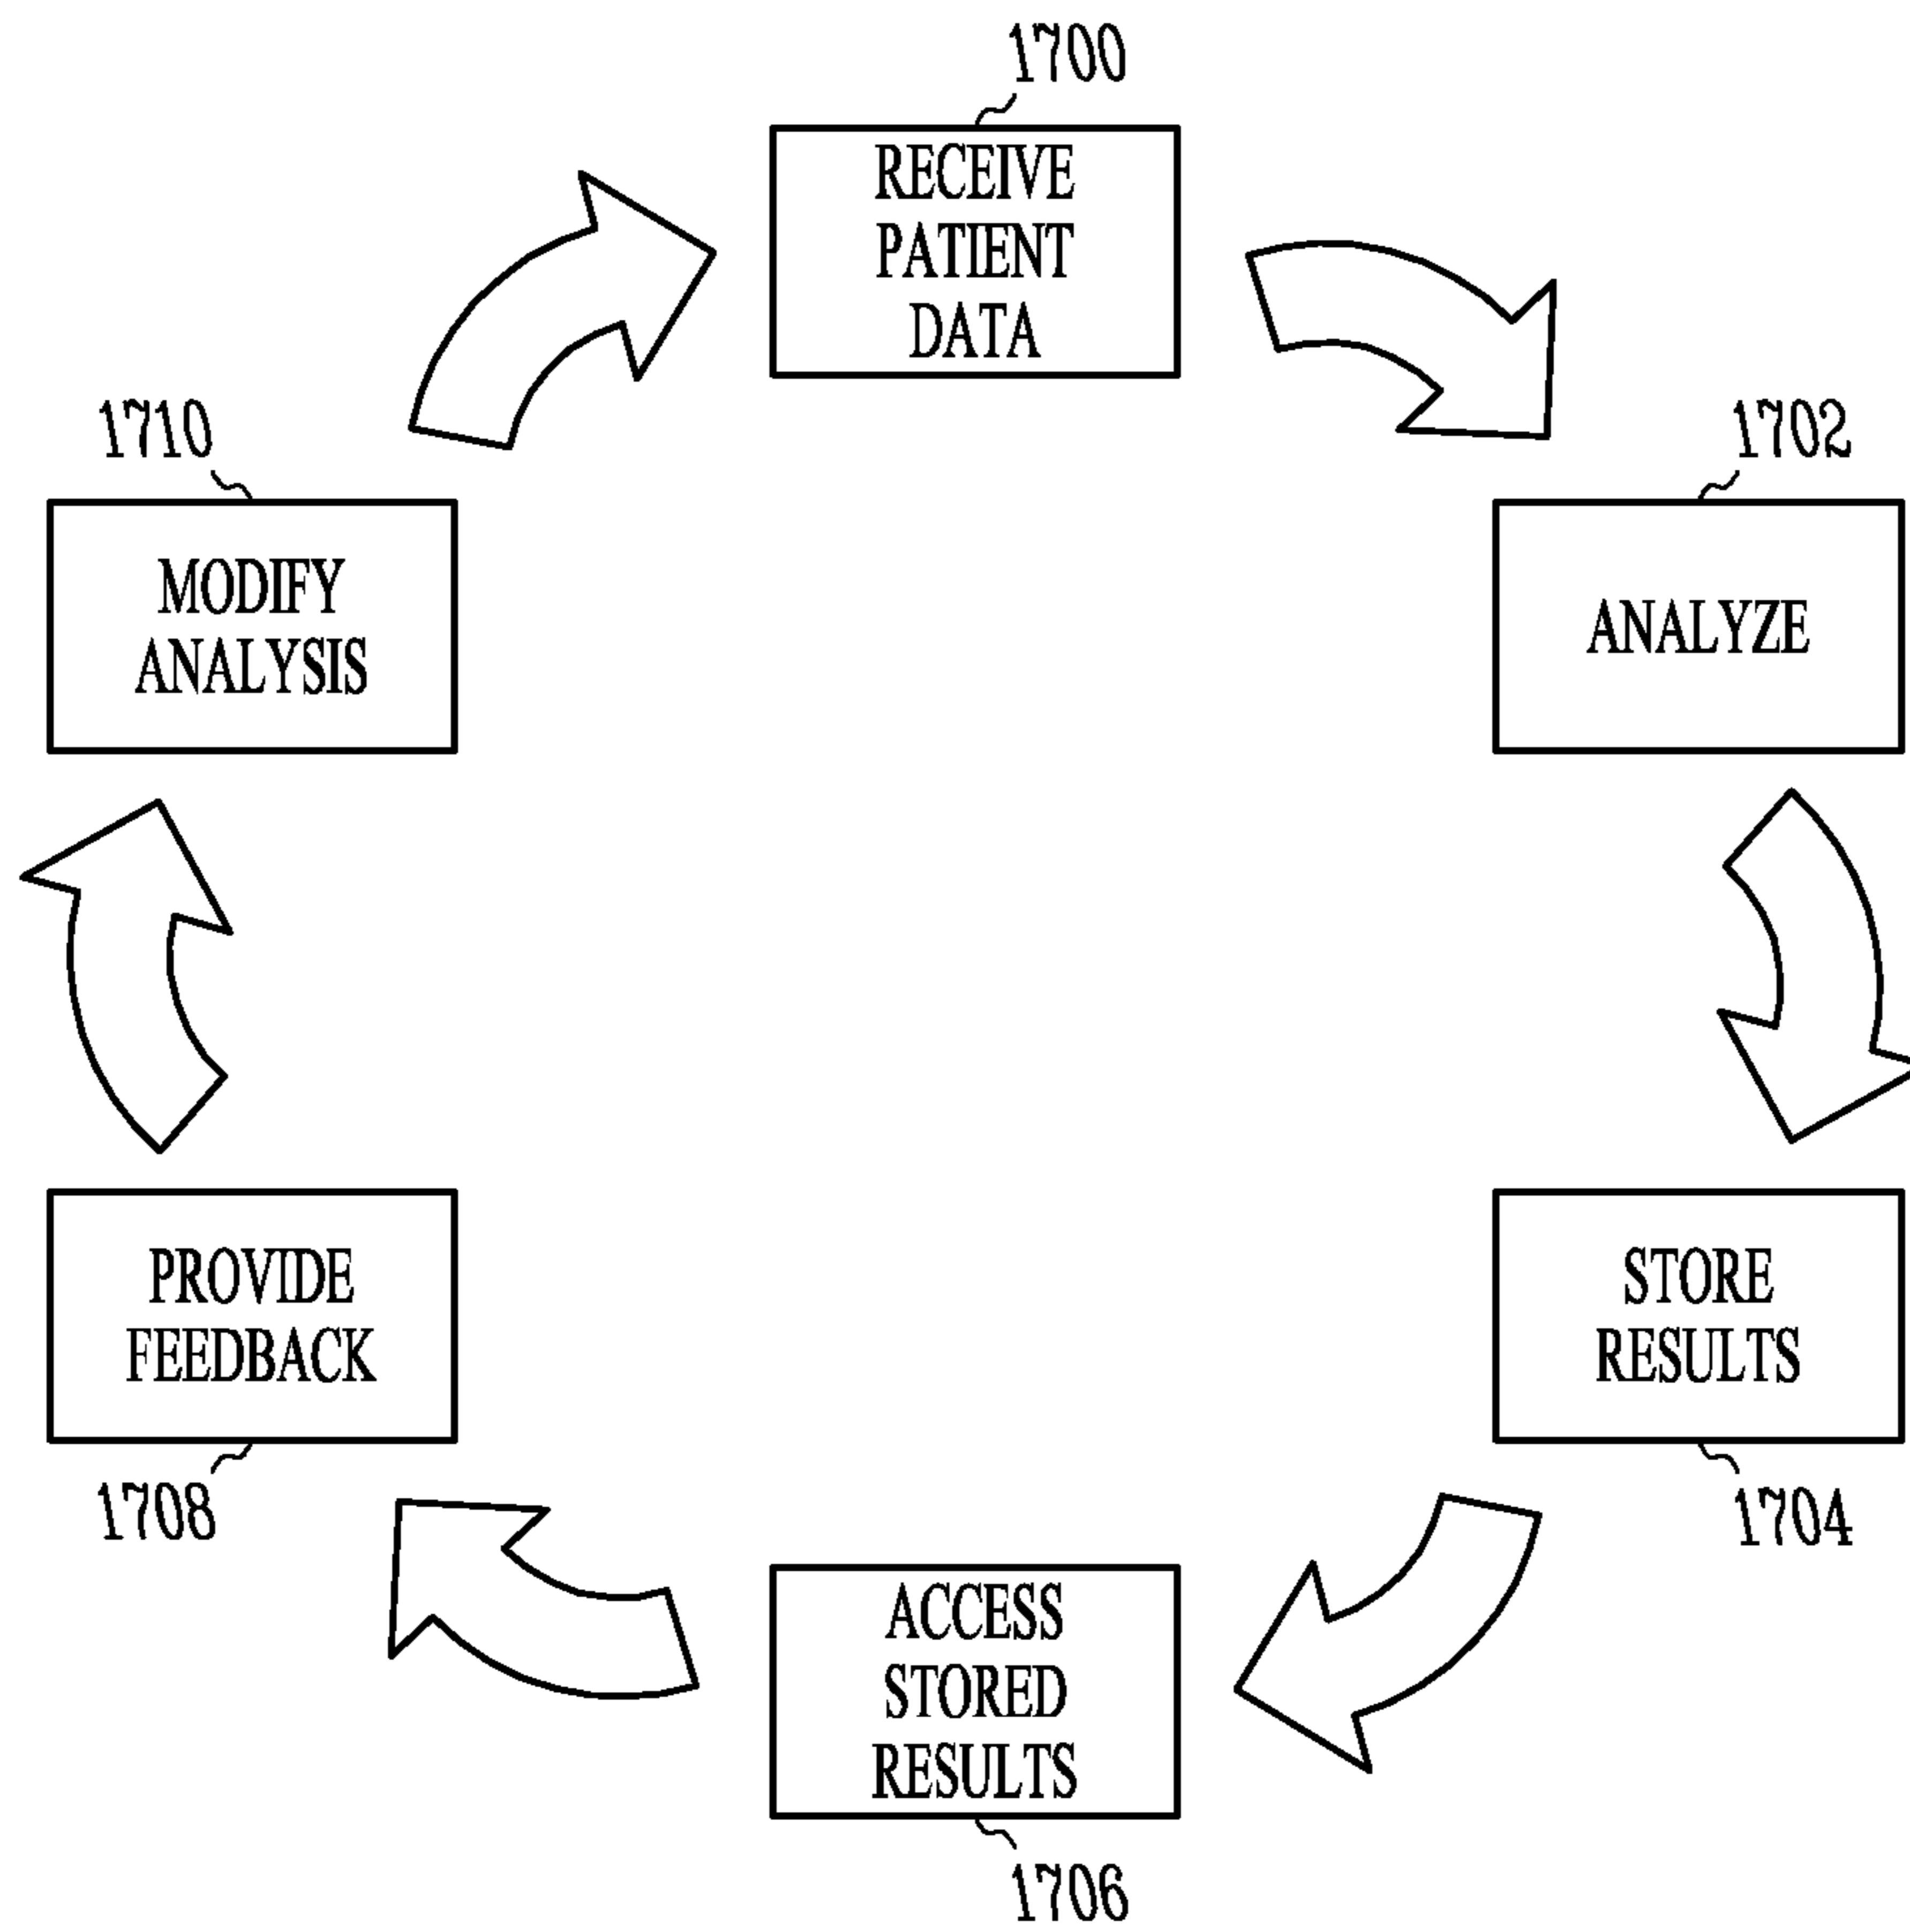 1700
RECEIVE
PATIENT
DATA
1710
1702
MODIFY
ANALYSIS
ANALYZE
PROVIDE
FEEDBACK
STORE
RESULTS
1708
1704
ACCESS
STORED
RESULTS
1706